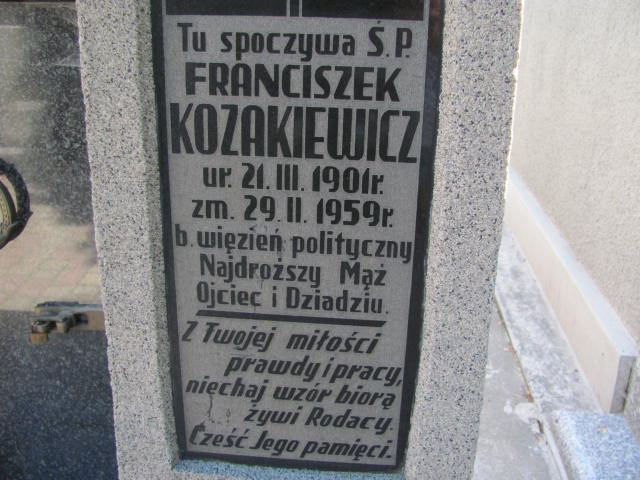 Tu spoczywa Ś.P.
FRANCISZEK
KOZAKIEWICZ
ur. 21. III. 1901r.
zm. 29. II. 1959r.
b. więzień polityczny
Najdroższy Mąż
Ojciec i Dziadziu.
Z Twojej miłości
prawdy i pracy,
niechaj wzór biorą
żywi Rodacy.
Cześć Jego pamięci.